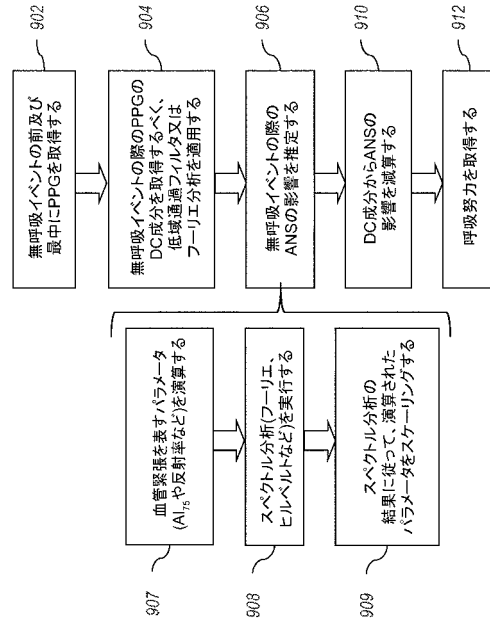 902
無呼吸イベントの前及び
最中にPPGを取得する
904
無呼吸イベントの際のPPGの
DC成分を取得するべく、
低域通過フィルタ又は
フーリエ分析を適用する
906
無呼吸イベントの際の
ANSの影響を推定する
907
血管緊張を表すパラメータ
(AI75や反射率など)を演算する
908
スペクトル分析(フーリエ、
ヒルベルトなど)を実行する
909
スペクトル分析の
結果に従って、演算された
パラメータをスケーリングする
910
DC成分からANSの
影響を減算する
912
呼吸努力を取得する